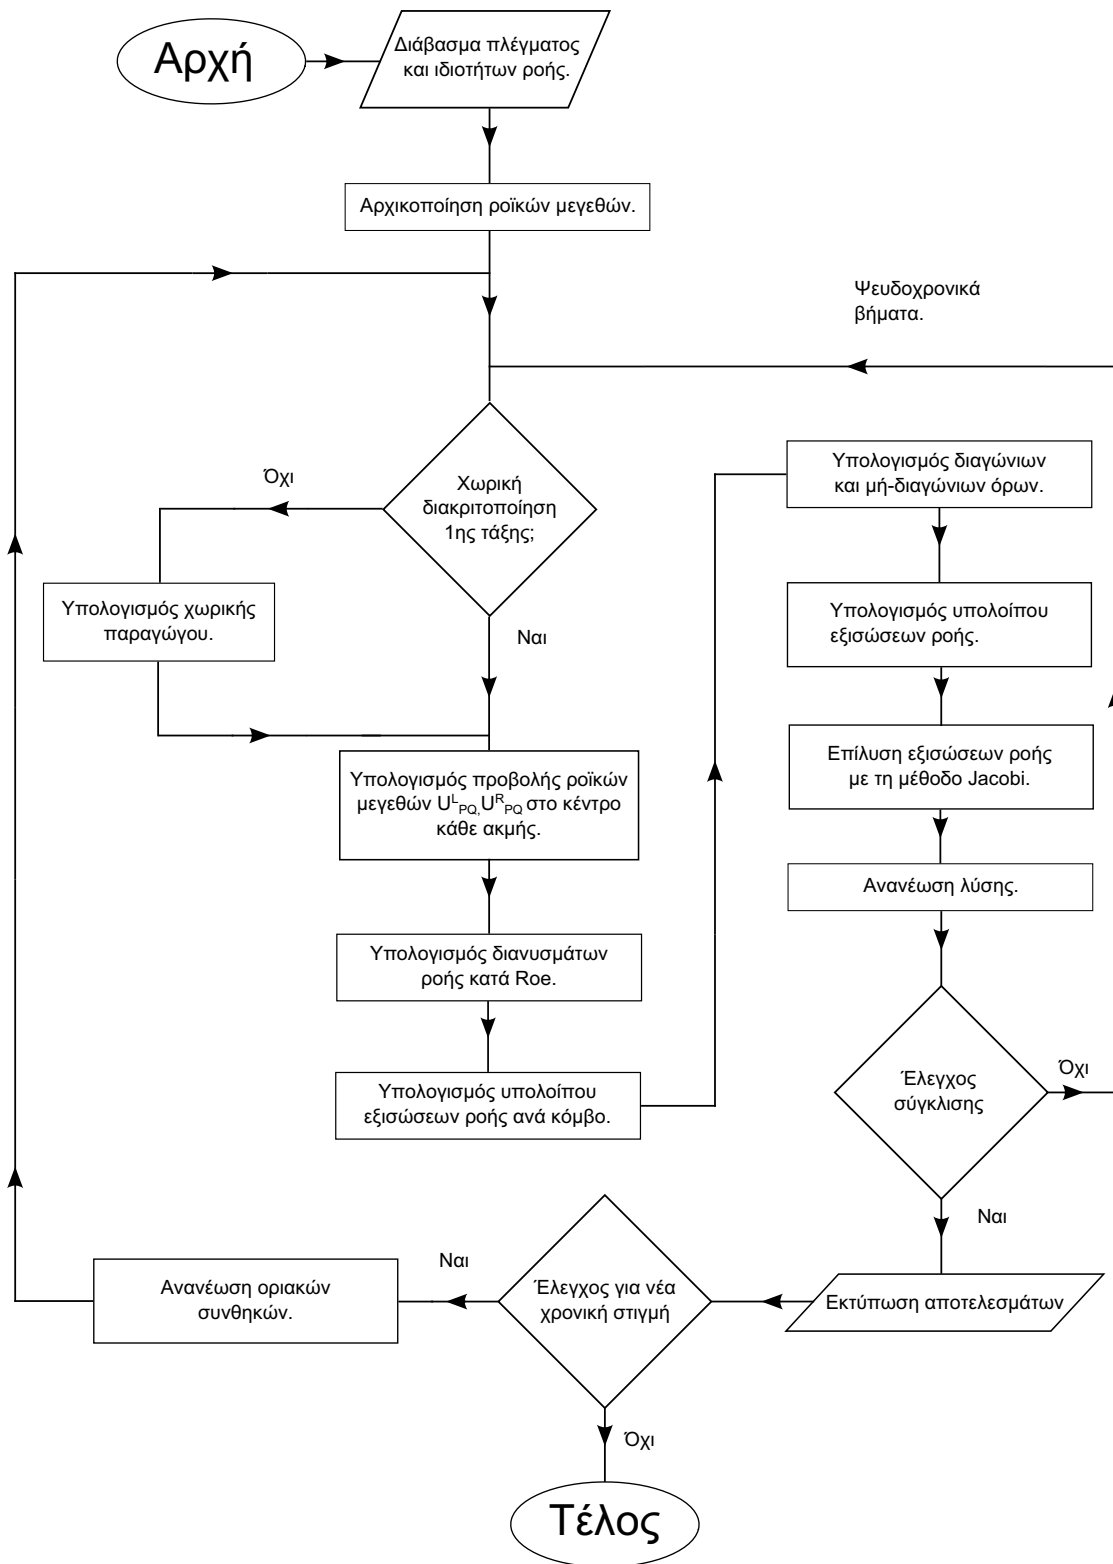 Αρχή
Διάβασμα πλέγματος
και ιδιοτήτων ροής.
Αρχικοποίηση ροϊκών μεγεθών.
Ψευδοχρονικά
βήματα.
Χωρική
διακριτοποίηση
1ης τάξης;
Όχι
Υπολογισμός χωρικής
παραγώγου.
Ναι
Υπολογισμός προβολής ροϊκών
μεγεθών U^L_PQ, U^R_PQ στο κέντρο
κάθε ακμής.
Υπολογισμός διανυσμάτων
ροής κατά Roe.
Υπολογισμός υπολοίπου
εξισώσεων ροής ανά κόμβο.
Υπολογισμός διαγώνιων
και μή-διαγώνιων όρων.
Υπολογισμός υπολοίπου
εξισώσεων ροής.
Επίλυση εξισώσεων ροής
με τη μέθοδο Jacobi.
Ανανέωση λύσης.
Έλεγχος
σύγκλισης
Όχι
Ναι
Εκτύπωση αποτελεσμάτων
Έλεγχος για νέα
χρονική στιγμή
Ναι
Ανανέωση οριακών
συνθηκών.
Όχι
Τέλος